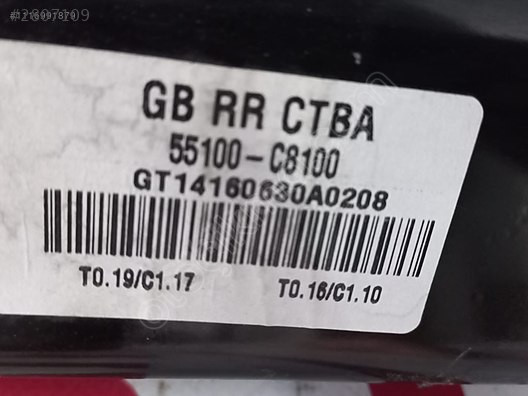 GB RR CTBA
55100-C8100
GT14160630A0208
T0.19/C1.17 T0.16/C1.10